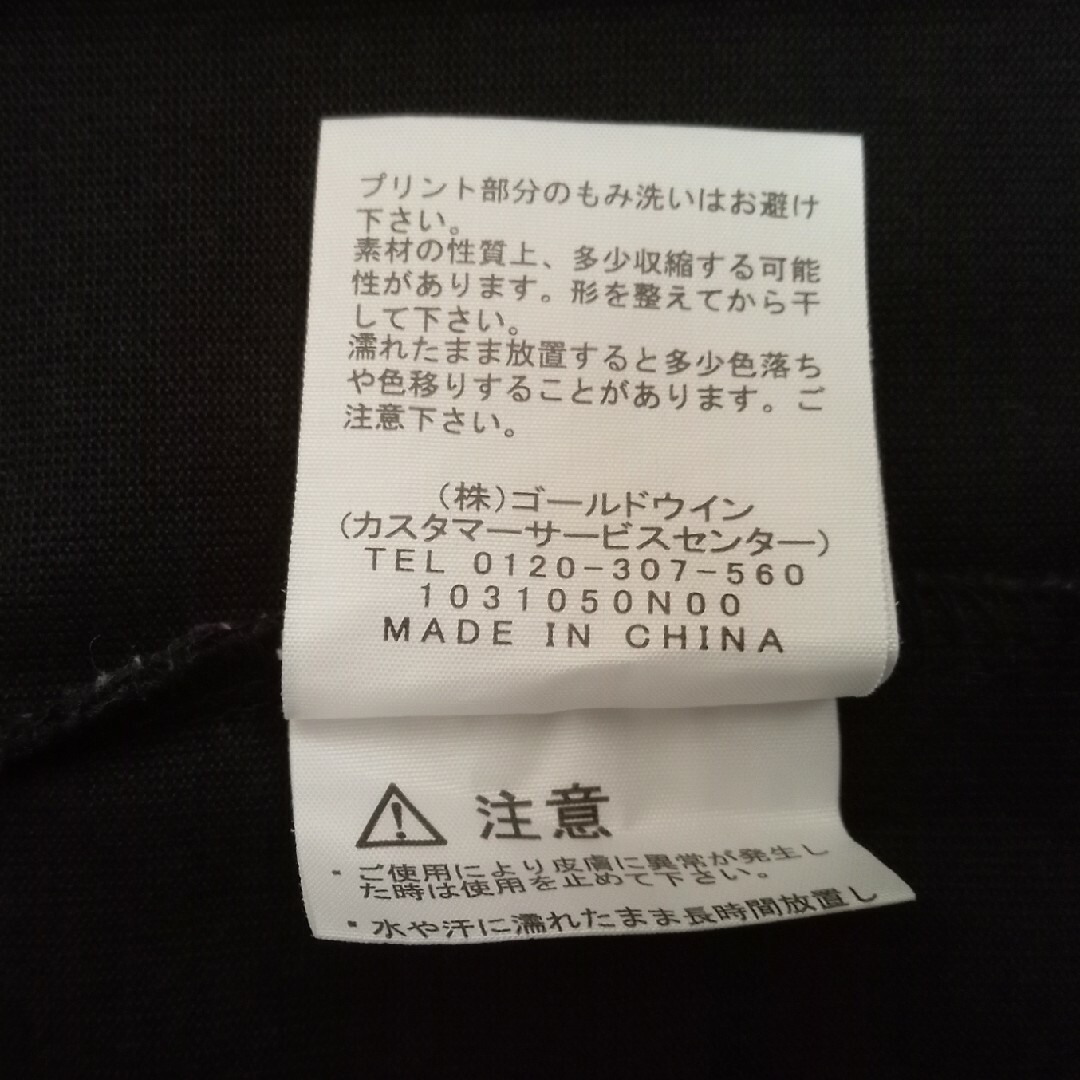 プリント部分のもみ洗いはお避け
下さい。
素材の性質上、多少収縮する可能
性があります。形を整えてから干
して下さい。
濡れたまま放置すると多少色落ち
や色移りすることがあります。ご
注意下さい。
(株)ゴールドウイン
(カスタマーサービスセンター)
TEL 0120-307-560
1031050N00
MADE IN CHINA
注意
・ご使用により皮膚に異常が発生し
た時は使用を止めて下さい。
・水や汗に濡れたまま長時間放置し